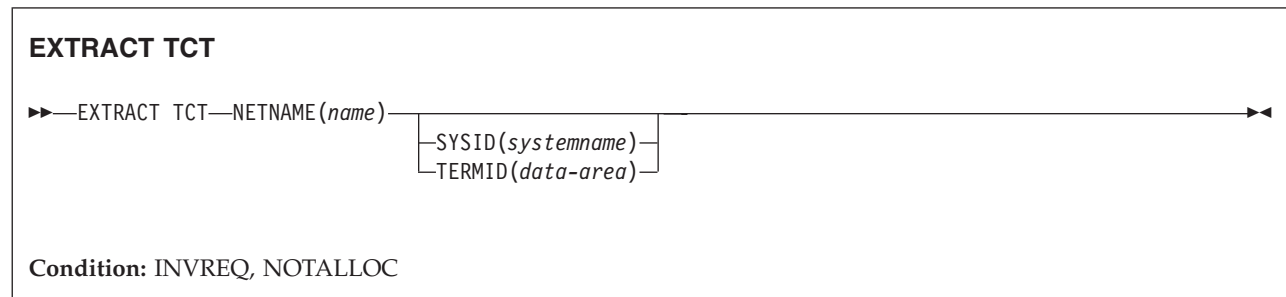 EXTRACT TCT
EXTRACT TCT NETNAME(name)
SYSID(systemname)
TERMID(data-area)
Condition: INVREQ, NOTALLOC